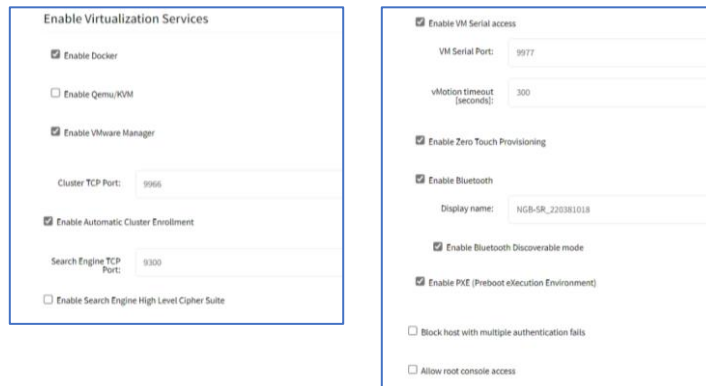 Enable Virtualization Services
Enable Docker
Enable Qemu/KVM
Enable VMware Manager
Cluster TCP Port: 9966
Enable Automatic Cluster Enrollment
Search Engine TCP
Port: 9300
Enable Search Engine High Level Cipher Suite
Enable VM Serial access
VM Serial Port: 9977
vMotion timeout
[seconds]: 300
Enable Zero Touch Provisioning
Enable Bluetooth
Display name: NGB-SR_220381018
Enable Bluetooth Discoverable mode
Enable PXE (Preboot eXecution Environment)
Block host with multiple authentication fails
Allow root console access